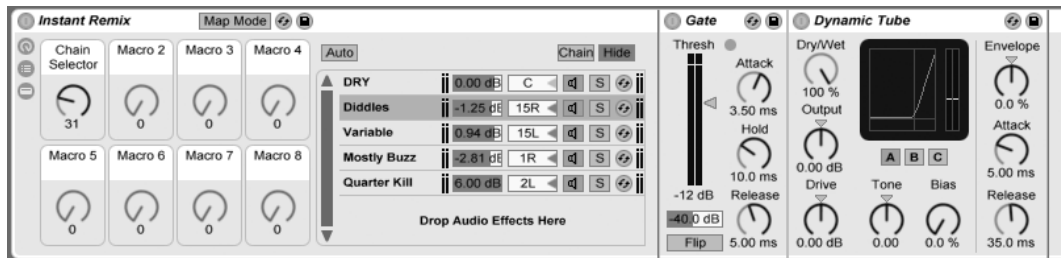 Instant Remix Map Mode
Chain Selector Macro 2 Macro 3 Macro 4
31 0 0 0
Macro 5 Macro 6 Macro 7 Macro 8
0 0 0 0
Auto Chain Hide
DRY 0.00 dB C S
Diddles -1.25 dB 15R S
Variable 0.94 dB 15L S
Mostly Buzz -2.81 dB 1R S
Quarter Kill 6.00 dB 2L S
Drop Audio Effects Here
Gate
Thresh
-12 dB
-40.0 dB
Flip
Attack
3.50 ms
Hold
10.0 ms
Release
5.00 ms
Dynamic Tube
Dry/Wet
100 %
Output
0.00 dB
Drive
0.00 dB
A B C
Tone
0.00
Bias
0.0 %
Envelope
0.0 %
Attack
5.00 ms
Release
35.0 ms